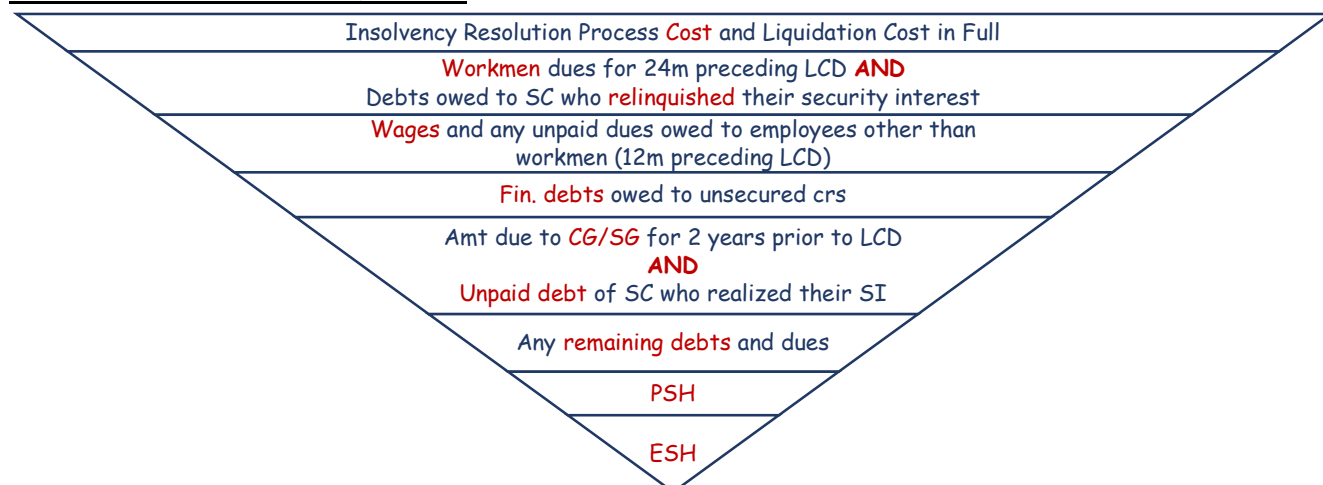 Insolvency Resolution Process Cost and Liquidation Cost in Full
Workmen dues for 24m preceding LCD AND
Debts owed to SC who relinquished their security interest
Wages and any unpaid dues owed to employees other than
workmen (12m preceding LCD)
Fin. debts owed to unsecured crs
Amt due to CG/SG for 2 years prior to LCD
AND
Unpaid debt of SC who realized their SI
Any remaining debts and dues
PSH
ESH